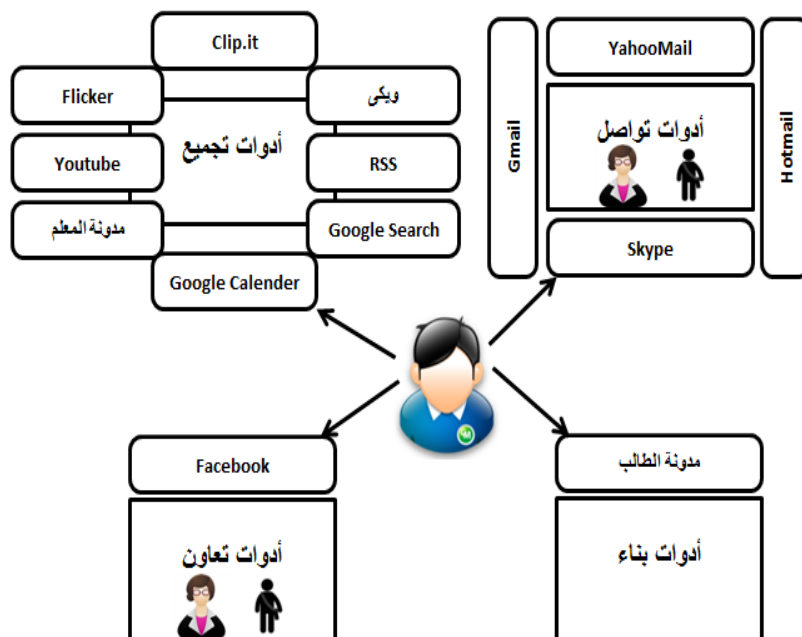 Clip.it
Flicker
ويكى
أدوات تجميع
Youtube
RSS
مدونة المعلم
Google Search
Google Calender
Gmail
YahooMail
أدوات تواصل
Skype
Hotmail
Facebook
أدوات تعاون
مدونة الطالب
أدوات بناء